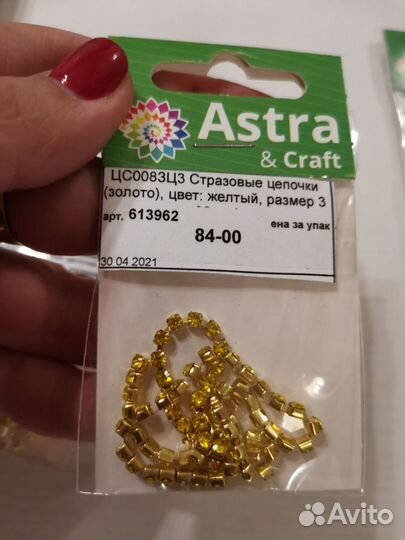 Astra
& Craft
ЦС0083Ц3 Стразовые цепочки
(золото), цвет: желтый, размер 3
арт. 613962
ена за упак
84-00
30 04 2021
Avito